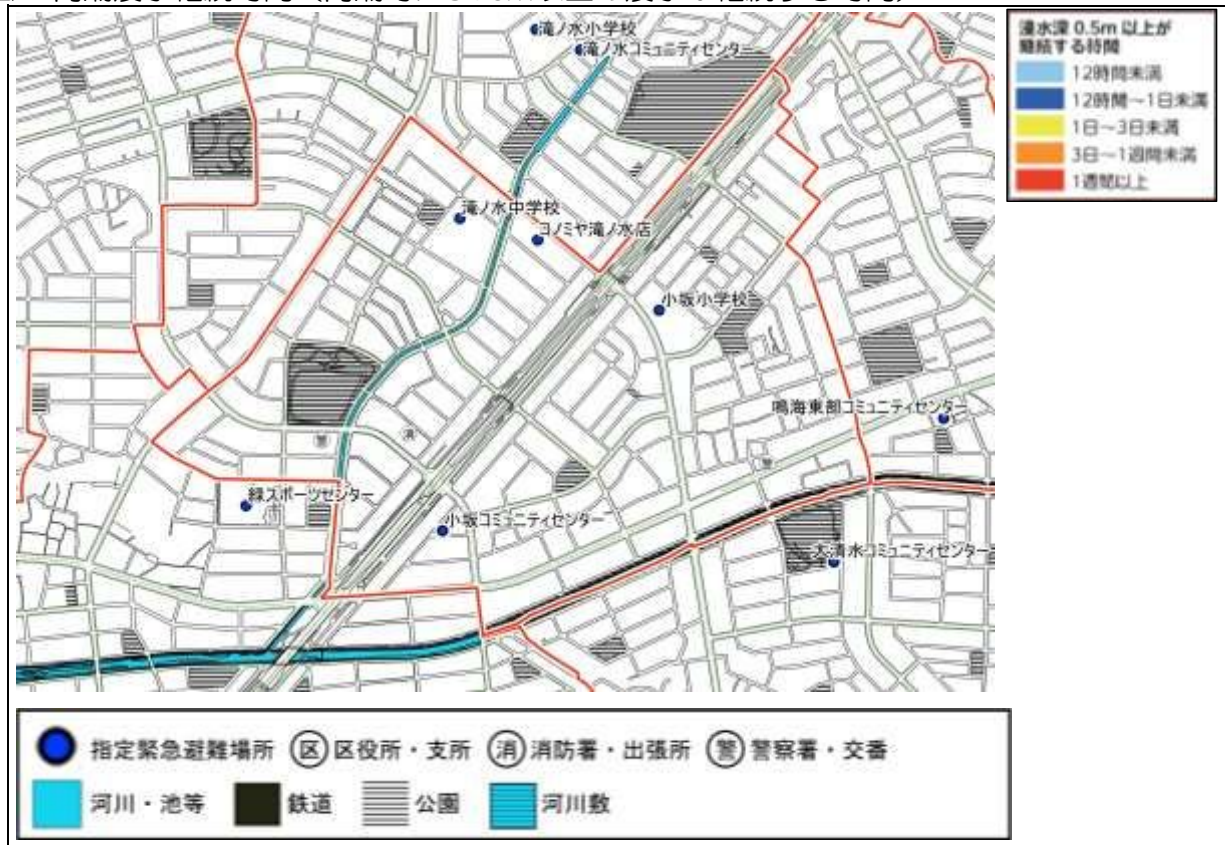 浸水深 0.5m 以上が
継続する時間
12時間未満
12時間～1日未満
1日～3日未満
3日～1週間未満
1週間以上
滝ノ水小学校
滝ノ水コミュニティセンター
滝ノ水中学校
ヨノミヤ滝ノ水店
小坂小学校
鳴海東部コミュニティセンター
消
緑スポーツセンター
小坂コミュニティセンター
大清水コミュニティセンター
指定緊急避難場所 区 区役所・支所 消 消防署・出張所 警 警察署・交番
河川・池等 鉄道 公園 河川敷